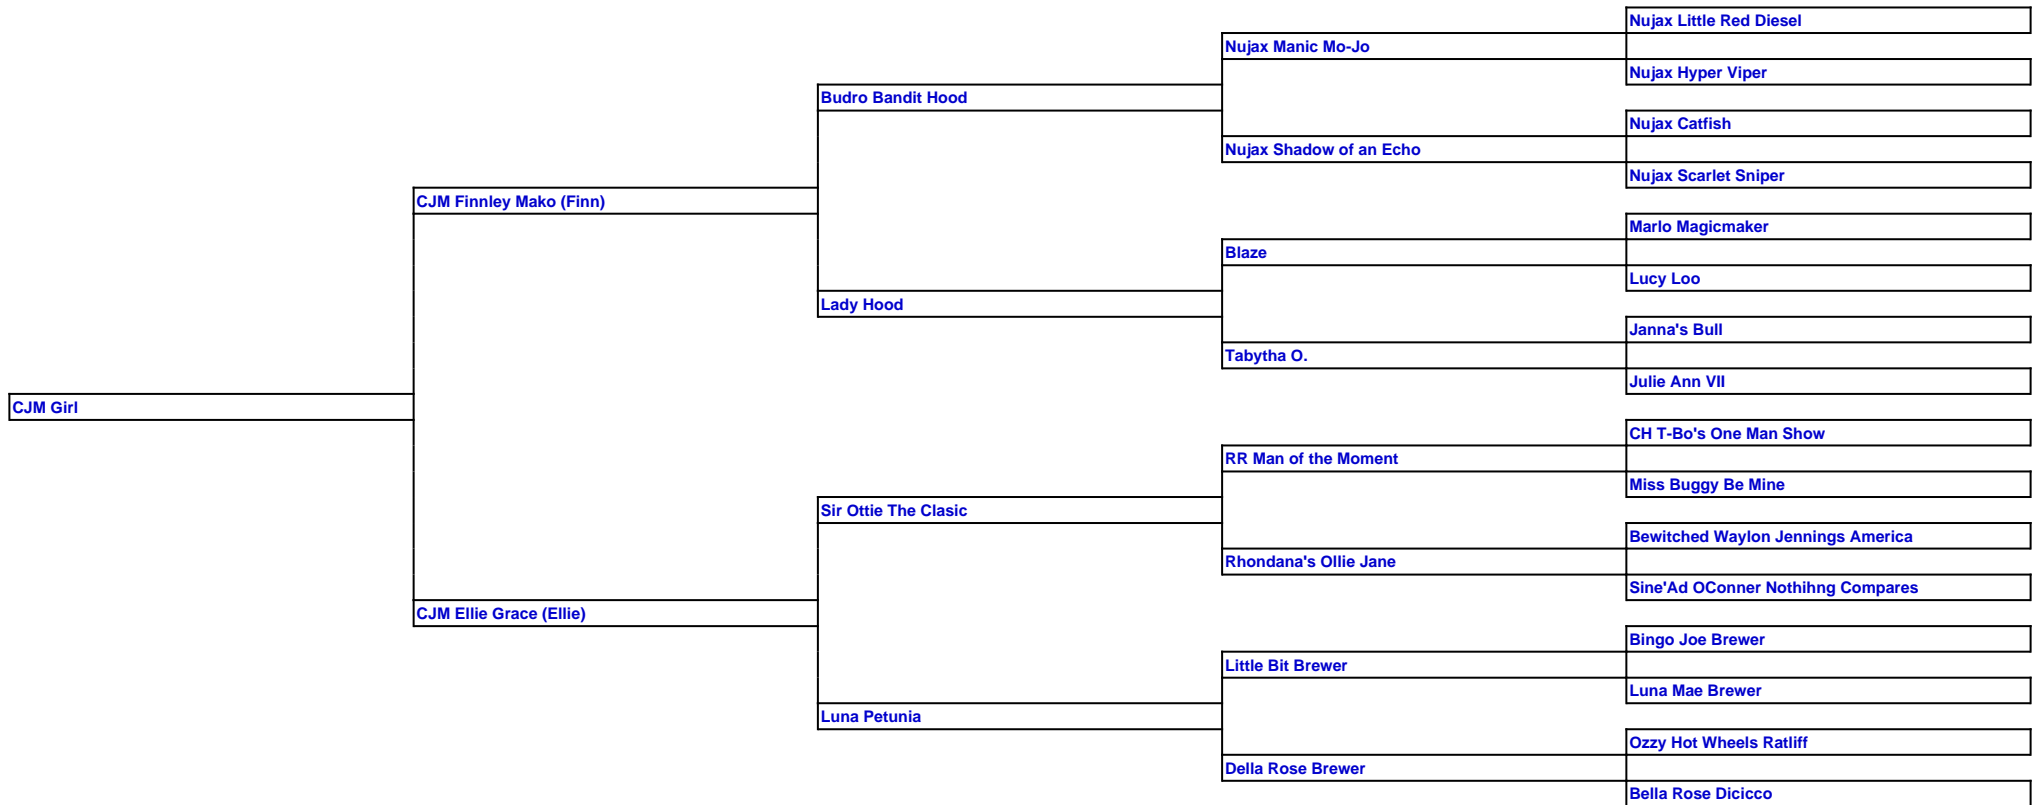 Nujax Little Red Diesel
Nujax Manic Mo-Jo
Nujax Hyper Viper
Budro Bandit Hood
Nujax Catfish
Nujax Shadow of an Echo
Nujax Scarlet Sniper
CJM Finnley Mako (Finn)
Marlo Magicmaker
Blaze
Lucy Loo
Lady Hood
Janna's Bull
Tabytha O.
Julie Ann VII
CJM Girl
CH T-Bo's One Man Show
RR Man of the Moment
Miss Buggy Be Mine
Sir Ottie The Clasic
Bewitched Waylon Jennings America
Rhondana's Ollie Jane
Sine'Ad OConner Nothihng Compares
CJM Ellie Grace (Ellie)
Bingo Joe Brewer
Little Bit Brewer
Luna Mae Brewer
Luna Petunia
Ozzy Hot Wheels Ratliff
Della Rose Brewer
Bella Rose Dicicco